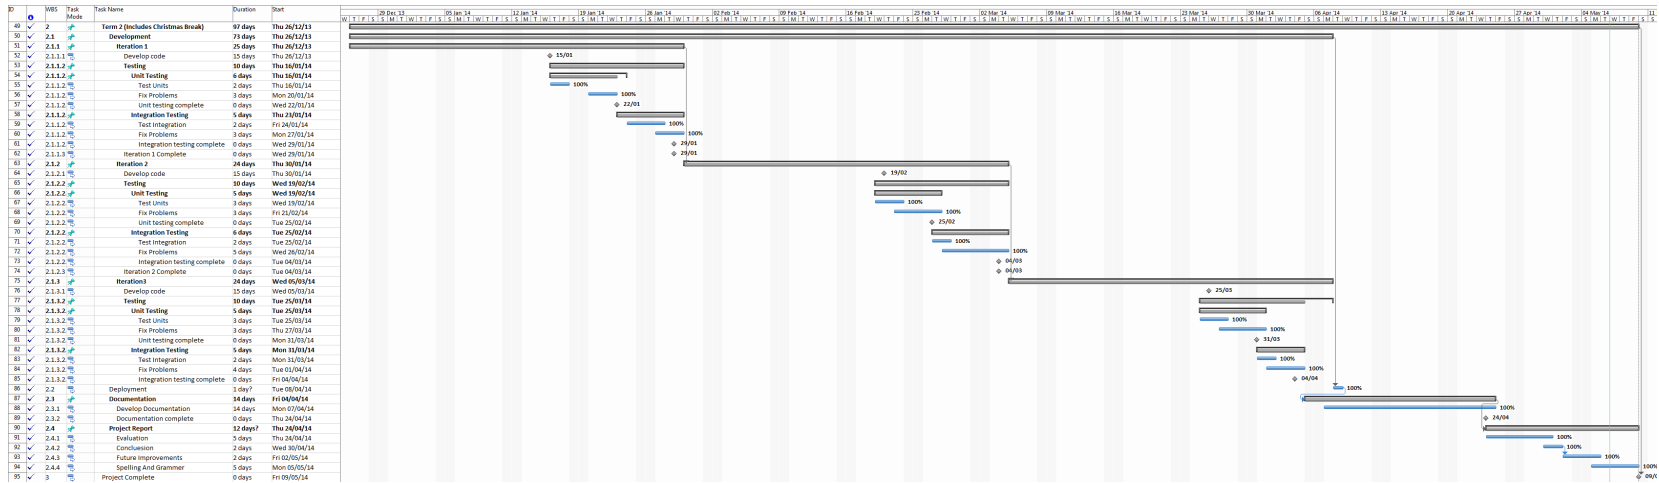 ID WBS Task Mode Task Name Duration Start
29 Dec '13 05 Jan '14 12 Jan '14 19 Jan '14 26 Jan '14 02 Feb '14 09 Feb '14 16 Feb '14 23 Feb '14 02 Mar '14 09 Mar '14 16 Mar '14 23 Mar '14 30 Mar '14 06 Apr '14 13 Apr '14 20 Apr '14 27 Apr '14 04 May '14 11
49 2 Term 2 (Includes Christmas Break) 97 days Thu 26/12/13
50 2.1 Development 73 days Thu 26/12/13
51 2.1.1 Iteration 1 25 days Thu 26/12/13
52 2.1.1.1 Develop code 15 days Thu 26/12/13 15/01
53 2.1.1.2 Testing 10 days Thu 16/01/14
54 2.1.1.2. Unit Testing 6 days Thu 16/01/14
55 2.1.1.2. Test Units 2 days Thu 16/01/14 100%
56 2.1.1.2. Fix Problems 3 days Mon 20/01/14 100%
57 2.1.1.2. Unit testing complete 0 days Wed 22/01/14 22/01
58 2.1.1.2. Integration Testing 5 days Thu 23/01/14
59 2.1.1.2. Test Integration 2 days Fri 24/01/14 100%
60 2.1.1.2. Fix Problems 3 days Mon 27/01/14 100%
61 2.1.1.2. Integration testing complete 0 days Wed 29/01/14 29/01
62 2.1.1.3 Iteration 1 Complete 0 days Wed 29/01/14 29/01
63 2.1.2 Iteration 2 24 days Thu 30/01/14
64 2.1.2.1 Develop code 15 days Thu 30/01/14 19/02
65 2.1.2.2 Testing 10 days Wed 19/02/14
66 2.1.2.2. Unit Testing 5 days Wed 19/02/14
67 2.1.2.2. Test Units 3 days Wed 19/02/14 100%
68 2.1.2.2. Fix Problems 3 days Fri 21/02/14 100%
69 2.1.2.2. Unit testing complete 0 days Tue 25/02/14 25/02
70 2.1.2.2. Integration Testing 6 days Tue 25/02/14
71 2.1.2.2. Test Integration 2 days Tue 25/02/14 100%
72 2.1.2.2. Fix Problems 5 days Wed 26/02/14 100%
73 2.1.2.2. Integration testing complete 0 days Tue 04/03/14 04/03
74 2.1.2.3 Iteration 2 Complete 0 days Tue 04/03/14 04/03
75 2.1.3 Iteration3 24 days Wed 05/03/14
76 2.1.3.1 Develop code 15 days Wed 05/03/14 25/03
77 2.1.3.2 Testing 10 days Tue 25/03/14
78 2.1.3.2. Unit Testing 5 days Tue 25/03/14
79 2.1.3.2. Test Units 3 days Tue 25/03/14 100%
80 2.1.3.2. Fix Problems 3 days Thu 27/03/14 100%
81 2.1.3.2. Unit testing complete 0 days Mon 31/03/14 31/03
82 2.1.3.2. Integration Testing 5 days Mon 31/03/14
83 2.1.3.2. Test Integration 2 days Mon 31/03/14 100%
84 2.1.3.2. Fix Problems 4 days Tue 01/04/14 100%
85 2.1.3.2. Integration testing complete 0 days Fri 04/04/14 04/04
86 2.2 Deployment 1 day? Tue 08/04/14 100%
87 2.3 Documentation 14 days Fri 04/04/14
88 2.3.1 Develop Documentation 14 days Mon 07/04/14 100%
89 2.3.2 Documentation complete 0 days Thu 24/04/14 24/04
90 2.4 Project Report 12 days? Thu 24/04/14
91 2.4.1 Evaluation 5 days Thu 24/04/14 100%
92 2.4.2 Concluesion 2 days Wed 30/04/14 100%
93 2.4.3 Future Improvements 2 days Fri 02/05/14 100%
94 2.4.4 Spelling And Grammer 5 days Mon 05/05/14 100%
95 3 Project Complete 0 days Fri 09/05/14